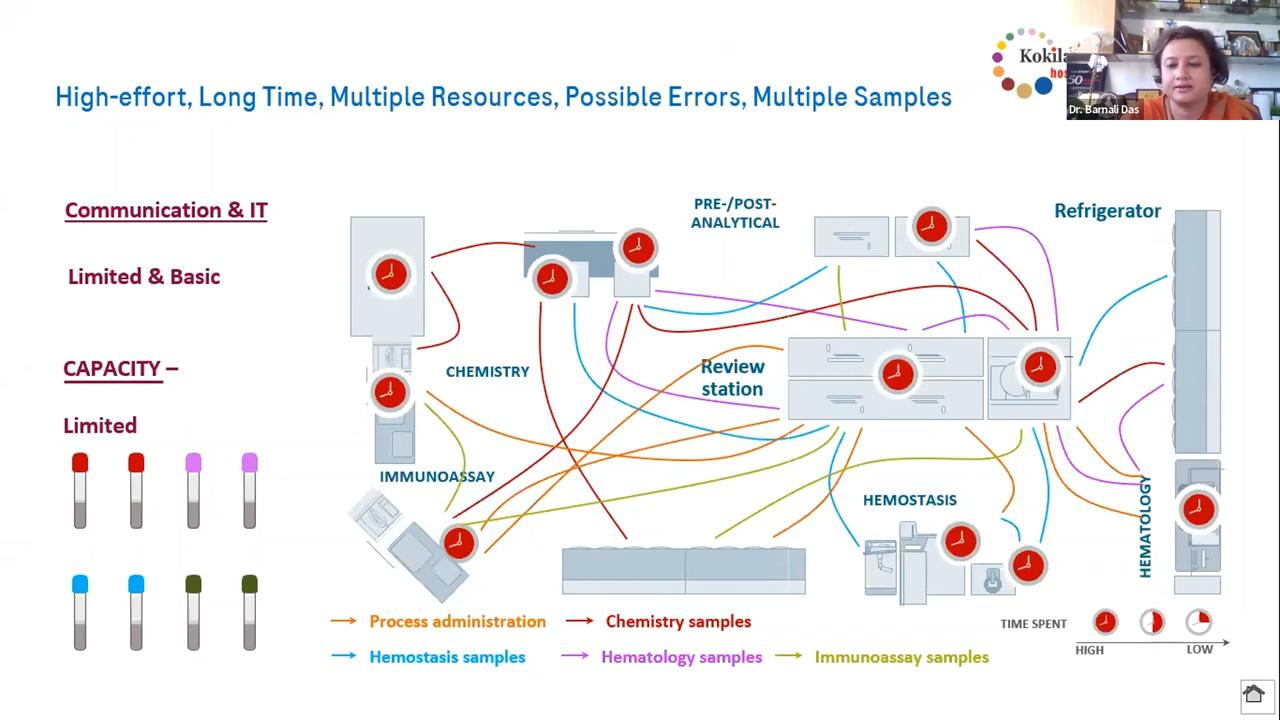 High-effort, Long Time, Multiple Resources, Possible Errors, Multiple Samples
Dr. Barnali Das
Communication & IT
Limited & Basic
CAPACITY –
Limited
PRE-/POST-
ANALYTICAL
Refrigerator
CHEMISTRY
Review
station
IMMUNOASSAY
HEMOSTASIS
HEMATOLOGY
Process administration
Chemistry samples
Hemostasis samples
Hematology samples
Immunoassay samples
TIME SPENT
HIGH
LOW